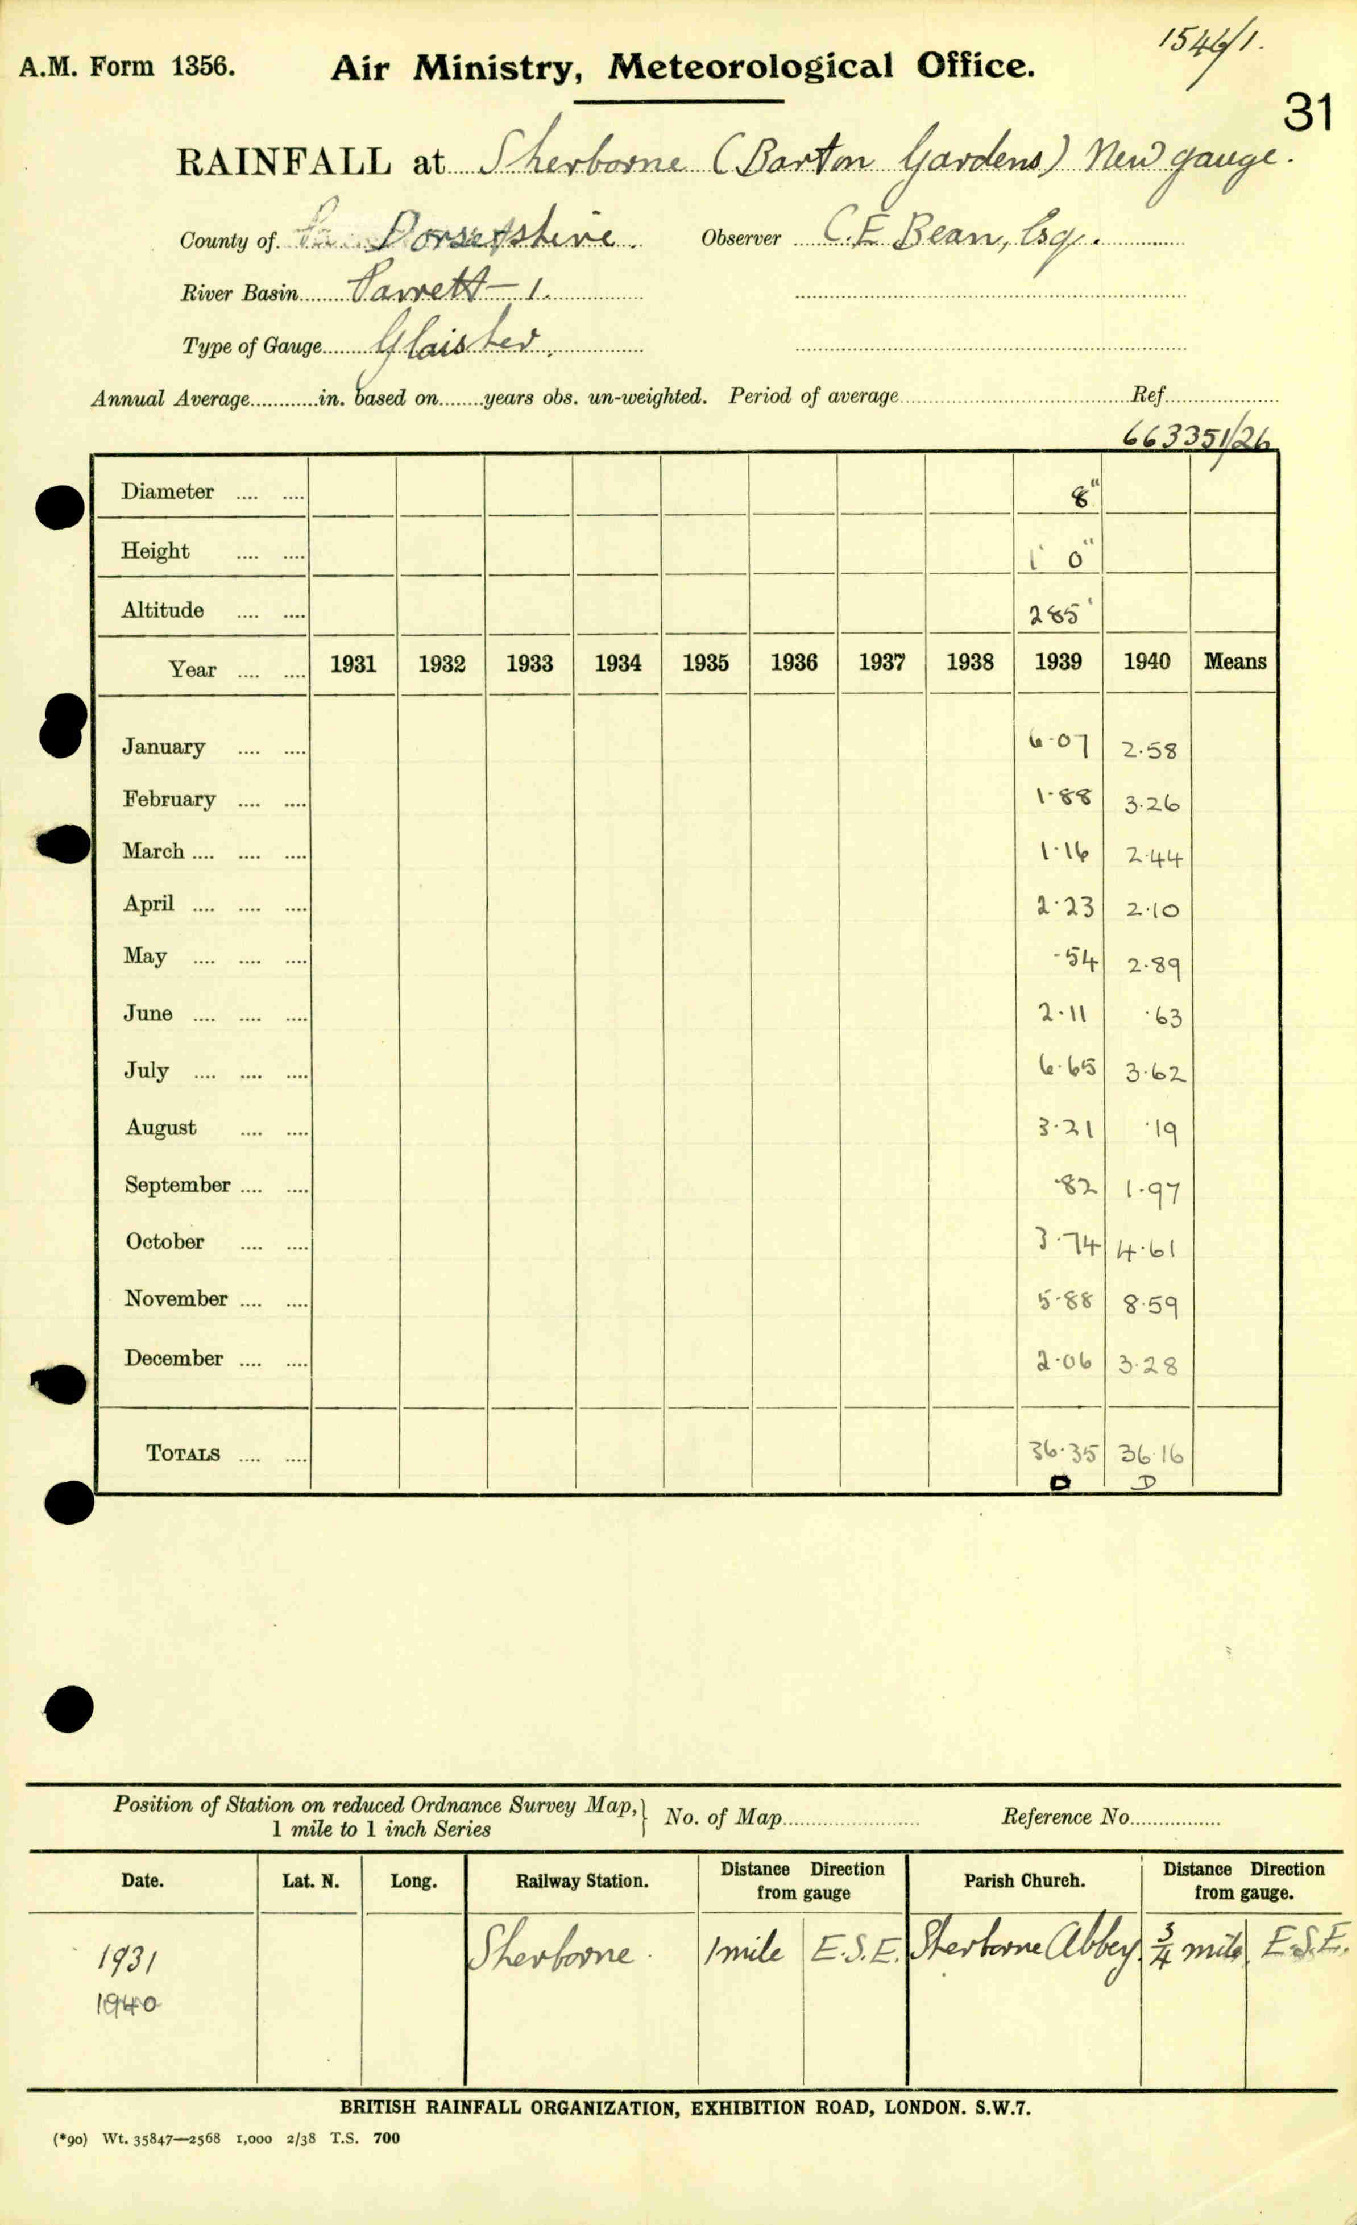 1546/1.
A.M. Form 1356. Air Ministry, Meteorological Office.
31
RAINFALL at Sherborne (Barton Gardens) New gauge.
County of Dorsetshire. Observer C.E Bean, Esq.
River Basin Parrett—1.
Type of Gauge Glaisher.
Annual Average............in. based on........years obs. un-weighted. Period of average Ref.
663351/26
Diameter .... .... 8"
Height .... .... 1' 0"
Altitude .... .... 285'
Year .... .... 1931 1932 1933 1934 1935 1936 1937 1938 1939 1940 Means
January .... .... 6.07 2.58
February .... .... 1.88 3.26
March .... .... .... 1.16 2.44
April .... .... .... 2.23 2.10
May .... .... .... .54 2.89
June .... .... .... 2.11 .63
July .... .... .... 6.65 3.62
August .... .... 3.21 .19
September .... .... .82 1.97
October .... .... 3.74 4.61
November .... .... 5.88 8.59
December .... .... 2.06 3.28
TOTALS .... .... 36.35 36.16
D D
Position of Station on reduced Ordnance Survey Map, } No. of Map Reference No.
1 mile to 1 inch Series
Date. Lat. N. Long. Railway Station. Distance Direction from gauge Parish Church. Distance Direction from gauge.
1931 Sherborne. 1 mile E.S.E. Sherborne Abbey. 3/4 mile. E.S.E.
1940
BRITISH RAINFALL ORGANIZATION, EXHIBITION ROAD, LONDON. S.W.7.
(*90) Wt. 35847—2568 1,000 2/38 T.S. 700